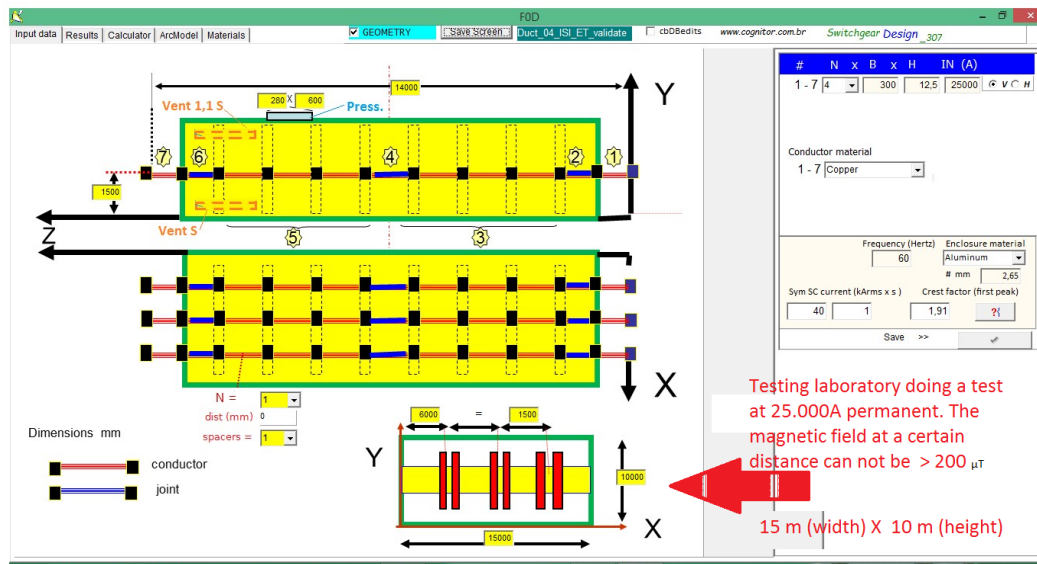 F0D
Input data Results Calculator ArcModel Materials
GEOMETRY Save Screen Duct_04_ISI_ET_validate cbDBedits www.cognitor.com.br Switchgear Design _307
14000
280 X 600
Press.
Vent 1,1 S
Y
7 6 4 2 1
1500
Vent S
Z
5 3
X
N = 1
dist (mm) 0
spacers = 1
Dimensions mm
conductor
joint
6000 = 1500
Y
10000
X
15000
# N x B x H IN (A)
1 - 7 4 300 12,5 25000 V H
Conductor material
1 - 7 Copper
Frequency (Hertz) Enclosure material
60 Aluminum
# mm 2,65
Sym SC current (kArms x s ) Crest factor (first peak)
40 1 1,91 ?{
Save >>
Testing laboratory doing a test
at 25.000A permanent. The
magnetic field at a certain
distance can not be > 200 µT
15 m (width) X 10 m (height)